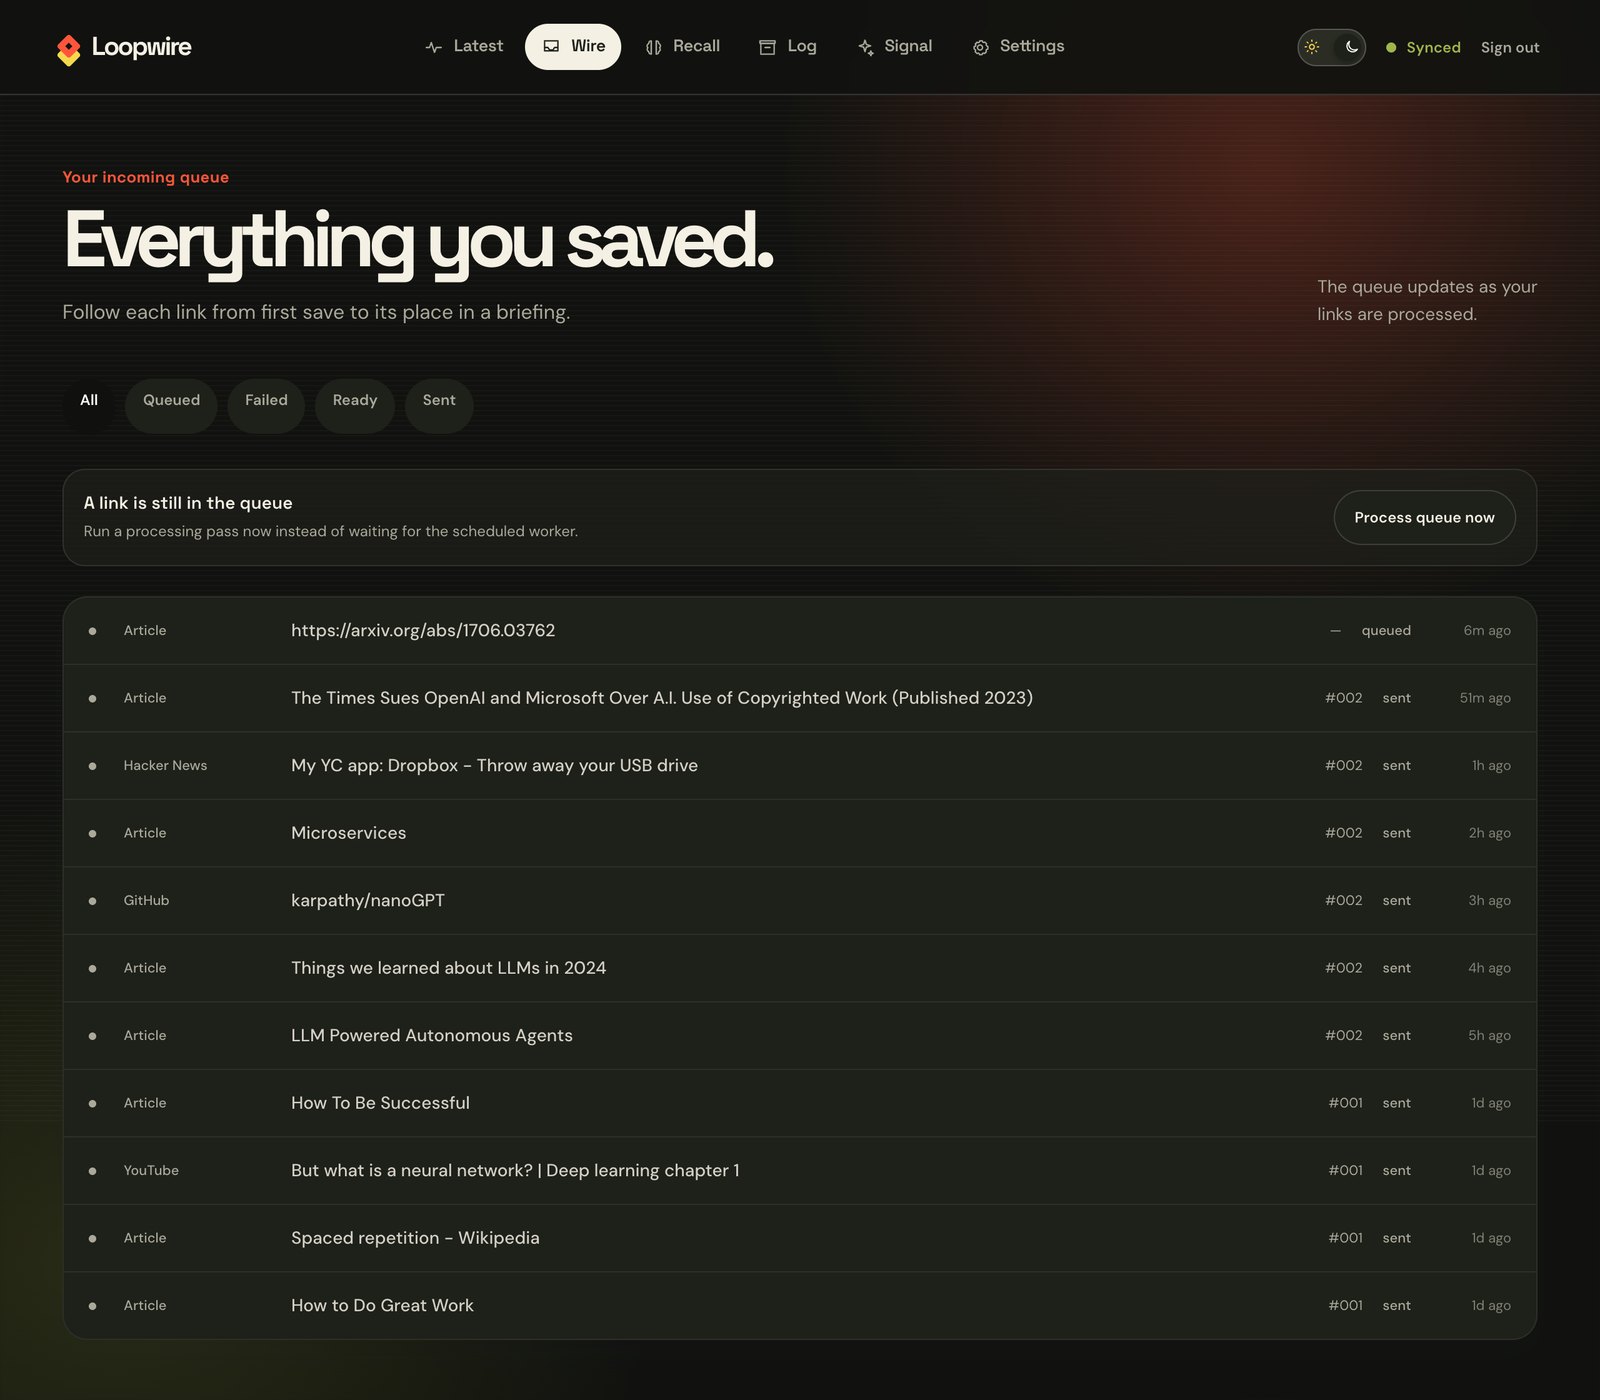 Loopwire
Latest
Wire
Recall
Log
Signal
Settings
Synced
Sign out
Your incoming queue
Everything you saved.
Follow each link from first save to its place in a briefing.
The queue updates as your
links are processed.
All
Queued
Failed
Ready
Sent
A link is still in the queue
Run a processing pass now instead of waiting for the scheduled worker.
Process queue now
Article https://arxiv.org/abs/1706.03762 — queued 6m ago
Article The Times Sues OpenAI and Microsoft Over A.I. Use of Copyrighted Work (Published 2023) #002 sent 51m ago
Hacker News My YC app: Dropbox – Throw away your USB drive #002 sent 1h ago
Article Microservices #002 sent 2h ago
GitHub karpathy/nanoGPT #002 sent 3h ago
Article Things we learned about LLMs in 2024 #002 sent 4h ago
Article LLM Powered Autonomous Agents #002 sent 5h ago
Article How To Be Successful #001 sent 1d ago
YouTube But what is a neural network? | Deep learning chapter 1 #001 sent 1d ago
Article Spaced repetition – Wikipedia #001 sent 1d ago
Article How to Do Great Work #001 sent 1d ago